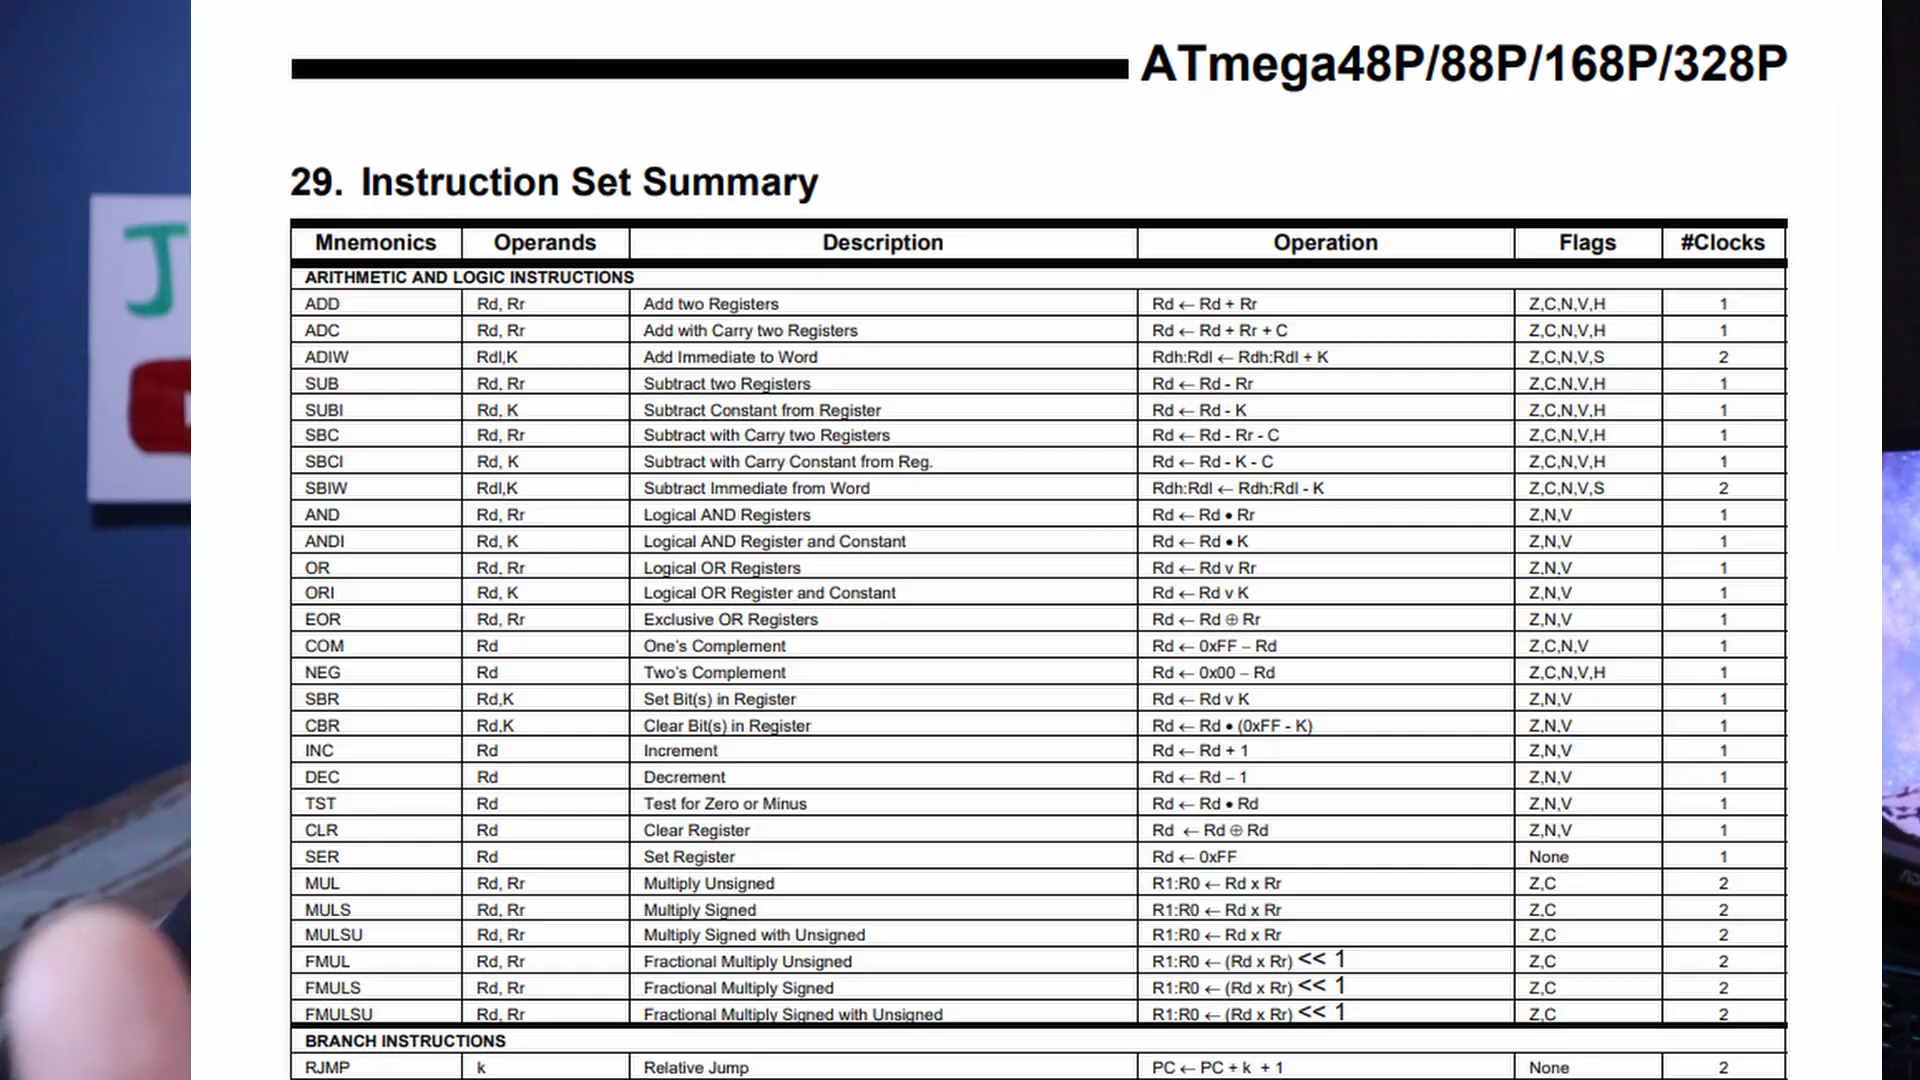 J
ATmega48P/88P/168P/328P
29. Instruction Set Summary
Mnemonics Operands Description Operation Flags #Clocks
ARITHMETIC AND LOGIC INSTRUCTIONS
ADD Rd, Rr Add two Registers Rd ← Rd + Rr Z,C,N,V,H 1
ADC Rd, Rr Add with Carry two Registers Rd ← Rd + Rr + C Z,C,N,V,H 1
ADIW Rdl,K Add Immediate to Word Rdh:Rdl ← Rdh:Rdl + K Z,C,N,V,S 2
SUB Rd, Rr Subtract two Registers Rd ← Rd - Rr Z,C,N,V,H 1
SUBI Rd, K Subtract Constant from Register Rd ← Rd - K Z,C,N,V,H 1
SBC Rd, Rr Subtract with Carry two Registers Rd ← Rd - Rr - C Z,C,N,V,H 1
SBCI Rd, K Subtract with Carry Constant from Reg. Rd ← Rd - K - C Z,C,N,V,H 1
SBIW Rdl,K Subtract Immediate from Word Rdh:Rdl ← Rdh:Rdl - K Z,C,N,V,S 2
AND Rd, Rr Logical AND Registers Rd ← Rd • Rr Z,N,V 1
ANDI Rd, K Logical AND Register and Constant Rd ← Rd • K Z,N,V 1
OR Rd, Rr Logical OR Registers Rd ← Rd v Rr Z,N,V 1
ORI Rd, K Logical OR Register and Constant Rd ← Rd v K Z,N,V 1
EOR Rd, Rr Exclusive OR Registers Rd ← Rd ⊕ Rr Z,N,V 1
COM Rd One's Complement Rd ← 0xFF − Rd Z,C,N,V 1
NEG Rd Two's Complement Rd ← 0x00 − Rd Z,C,N,V,H 1
SBR Rd,K Set Bit(s) in Register Rd ← Rd v K Z,N,V 1
CBR Rd,K Clear Bit(s) in Register Rd ← Rd • (0xFF - K) Z,N,V 1
INC Rd Increment Rd ← Rd + 1 Z,N,V 1
DEC Rd Decrement Rd ← Rd − 1 Z,N,V 1
TST Rd Test for Zero or Minus Rd ← Rd • Rd Z,N,V 1
CLR Rd Clear Register Rd ← Rd ⊕ Rd Z,N,V 1
SER Rd Set Register Rd ← 0xFF None 1
MUL Rd, Rr Multiply Unsigned R1:R0 ← Rd x Rr Z,C 2
MULS Rd, Rr Multiply Signed R1:R0 ← Rd x Rr Z,C 2
MULSU Rd, Rr Multiply Signed with Unsigned R1:R0 ← Rd x Rr Z,C 2
FMUL Rd, Rr Fractional Multiply Unsigned R1:R0 ← (Rd x Rr) << 1 Z,C 2
FMULS Rd, Rr Fractional Multiply Signed R1:R0 ← (Rd x Rr) << 1 Z,C 2
FMULSU Rd, Rr Fractional Multiply Signed with Unsigned R1:R0 ← (Rd x Rr) << 1 Z,C 2
BRANCH INSTRUCTIONS
RJMP k Relative Jump PC ← PC + k + 1 None 2